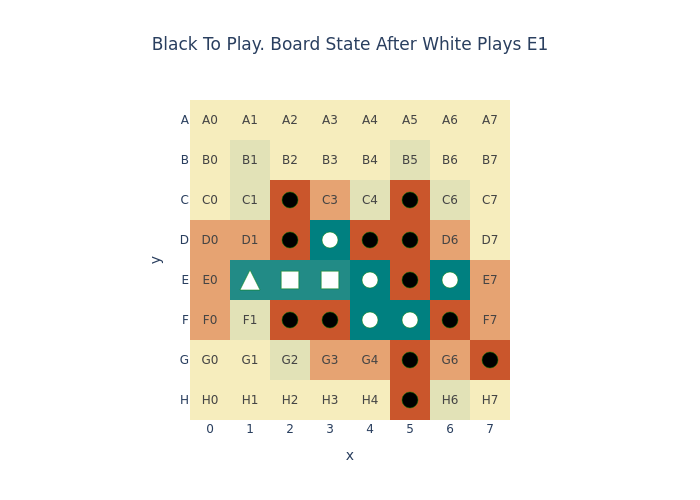 Black To Play. Board State After White Plays E1
A A0 A1 A2 A3 A4 A5 A6 A7
B B0 B1 B2 B3 B4 B5 B6 B7
C C0 C1 C3 C4 C6 C7
D D0 D1 D6 D7
y
E E0 E7
F F0 F1 F7
G G0 G1 G2 G3 G4 G6
H H0 H1 H2 H3 H4 H6 H7
0 1 2 3 4 5 6 7
x